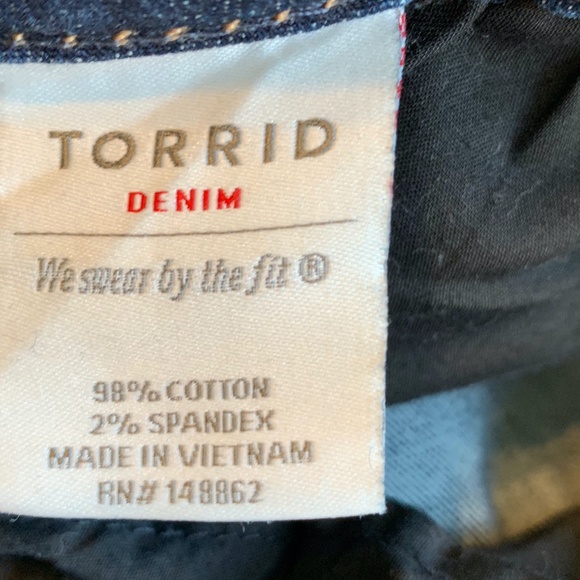 TORRID
DENIM
We swear by the fit ®
98% COTTON
2% SPANDEX
MADE IN VIETNAM
RN# 148862